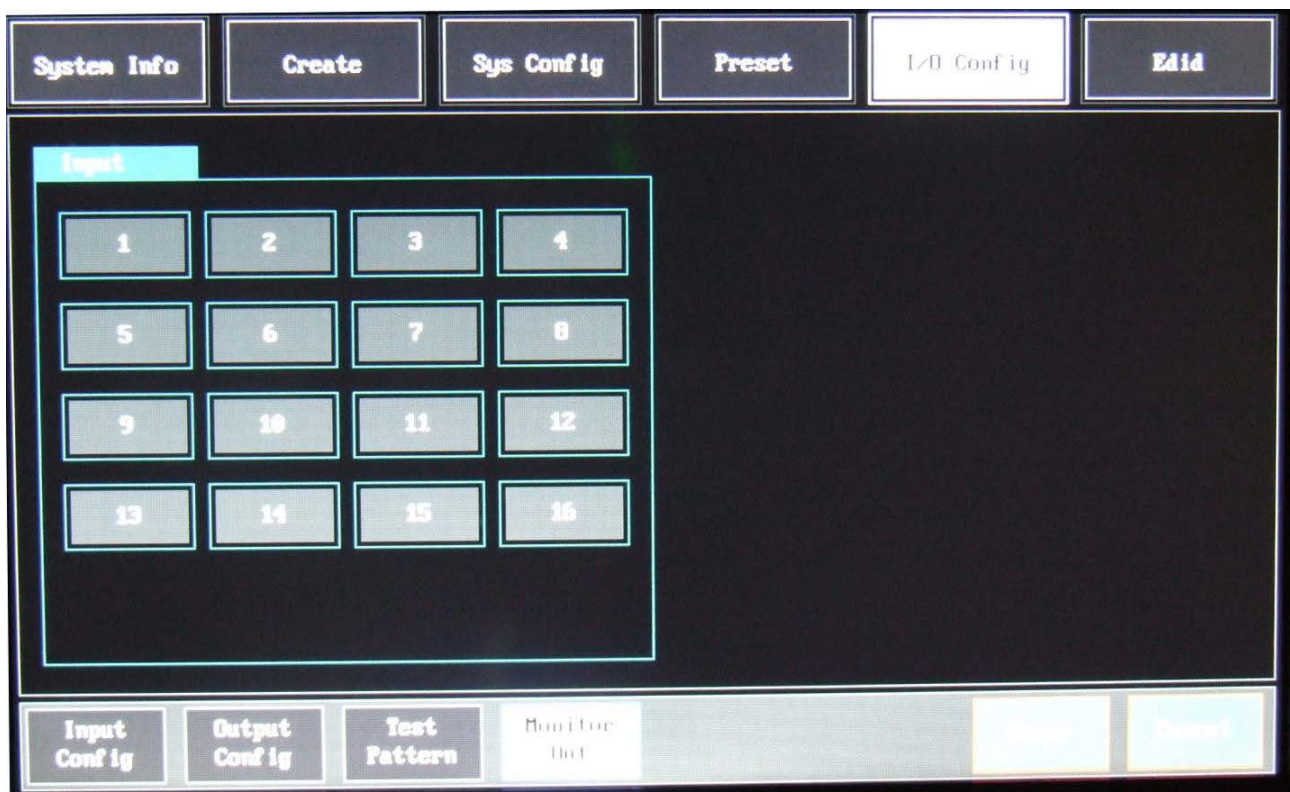 System Info
Create
Sys Config
Preset
I/O Config
Edid
Input
1
2
3
4
5
6
7
8
9
10
11
12
13
14
15
16
Input
Config
Output
Config
Test
Pattern
Monitor
Out
Cancel